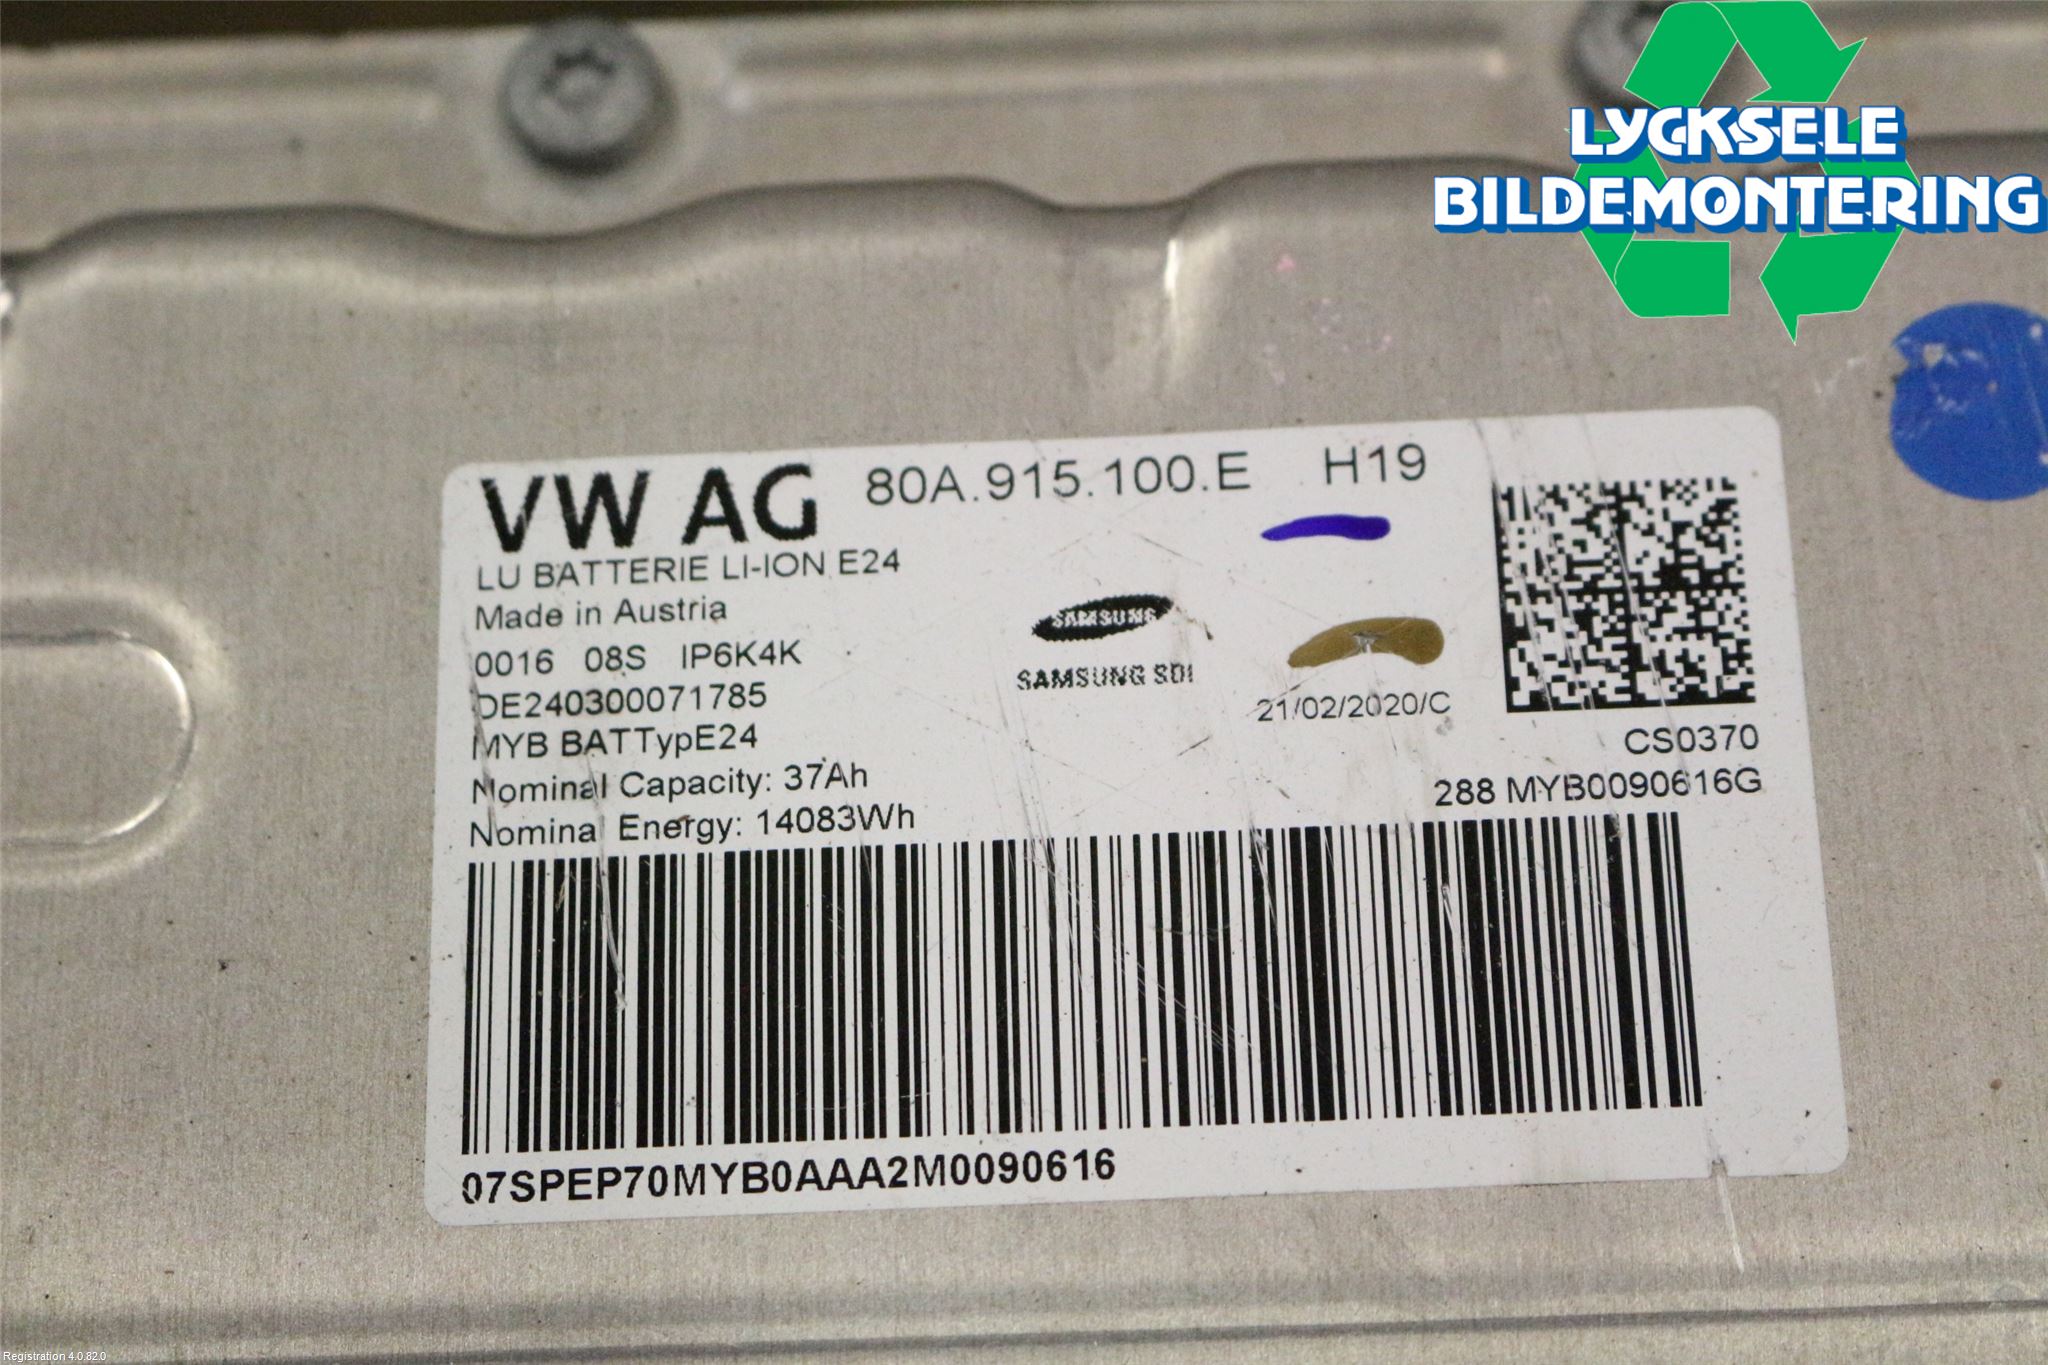 LYCKSELE
BILDEMONTERING
VW AG 80A.915.100.E H19
LU BATTERIE LI-ION E24
Made in Austria
0016 08S IP6K4K
DE240300071785
MYB BATTypE24
Nominal Capacity: 37Ah
Nominal Energy: 14083Wh
SAMSUNG
SAMSUNG SDI
21/02/2020/C
CS0370
288 MYB0090616G
07SPEP70MYB0AAA2M0090616
Registration 4.0.82.0